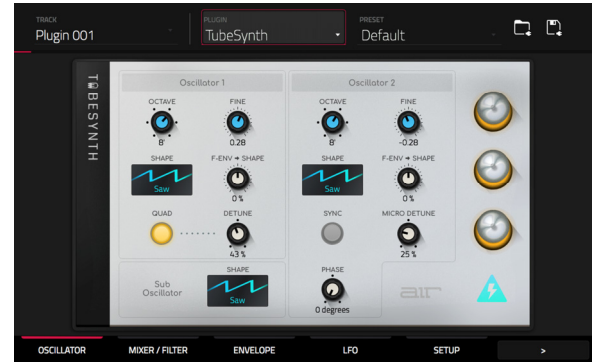 TRACK
Plugin 001
PLUGIN
TubeSynth
PRESET
Default
TUBESYNTH
Oscillator 1
OCTAVE
8'
FINE
0.28
SHAPE
Saw
F-ENV → SHAPE
0 %
QUAD
DETUNE
43 %
Sub
Oscillator
SHAPE
Saw
Oscillator 2
OCTAVE
8'
FINE
-0.28
SHAPE
Saw
F-ENV → SHAPE
0 %
SYNC
MICRO DETUNE
25 %
PHASE
0 degrees
air
OSCILLATOR
MIXER / FILTER
ENVELOPE
LFO
SETUP
>